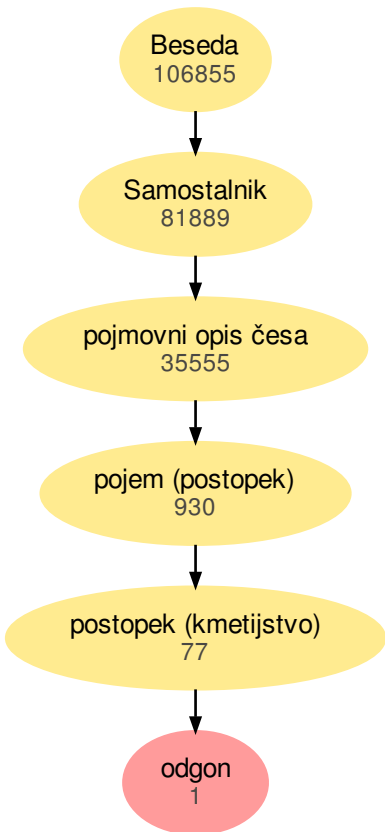 Beseda
106855
Samostalnik
81889
pojmovni opis česa
35555
pojem (postopek)
930
postopek (kmetijstvo)
77
odgon
1